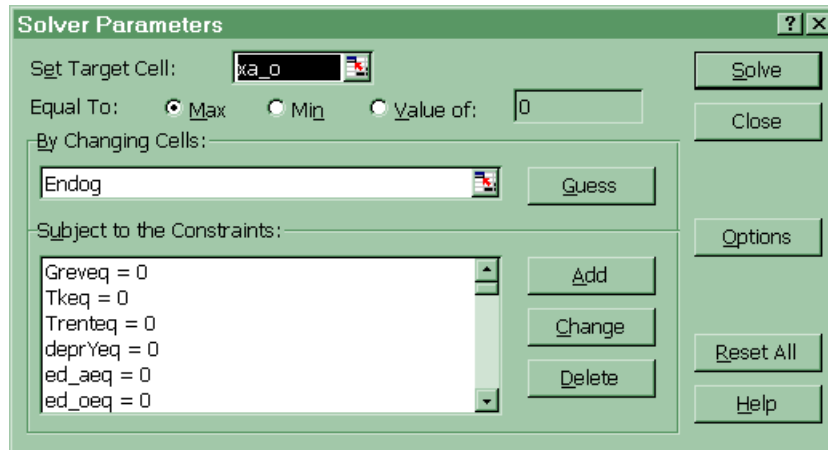 Solver Parameters
Set Target Cell: xa_o
Solve
Equal To: Max Min Value of: 0
Close
By Changing Cells:
Endog
Guess
Subject to the Constraints:
Options
Greveq = 0
Tkeq = 0
Trenteq = 0
deprYeq = 0
ed_aeq = 0
ed_oeq = 0
Add
Change
Delete
Reset All
Help